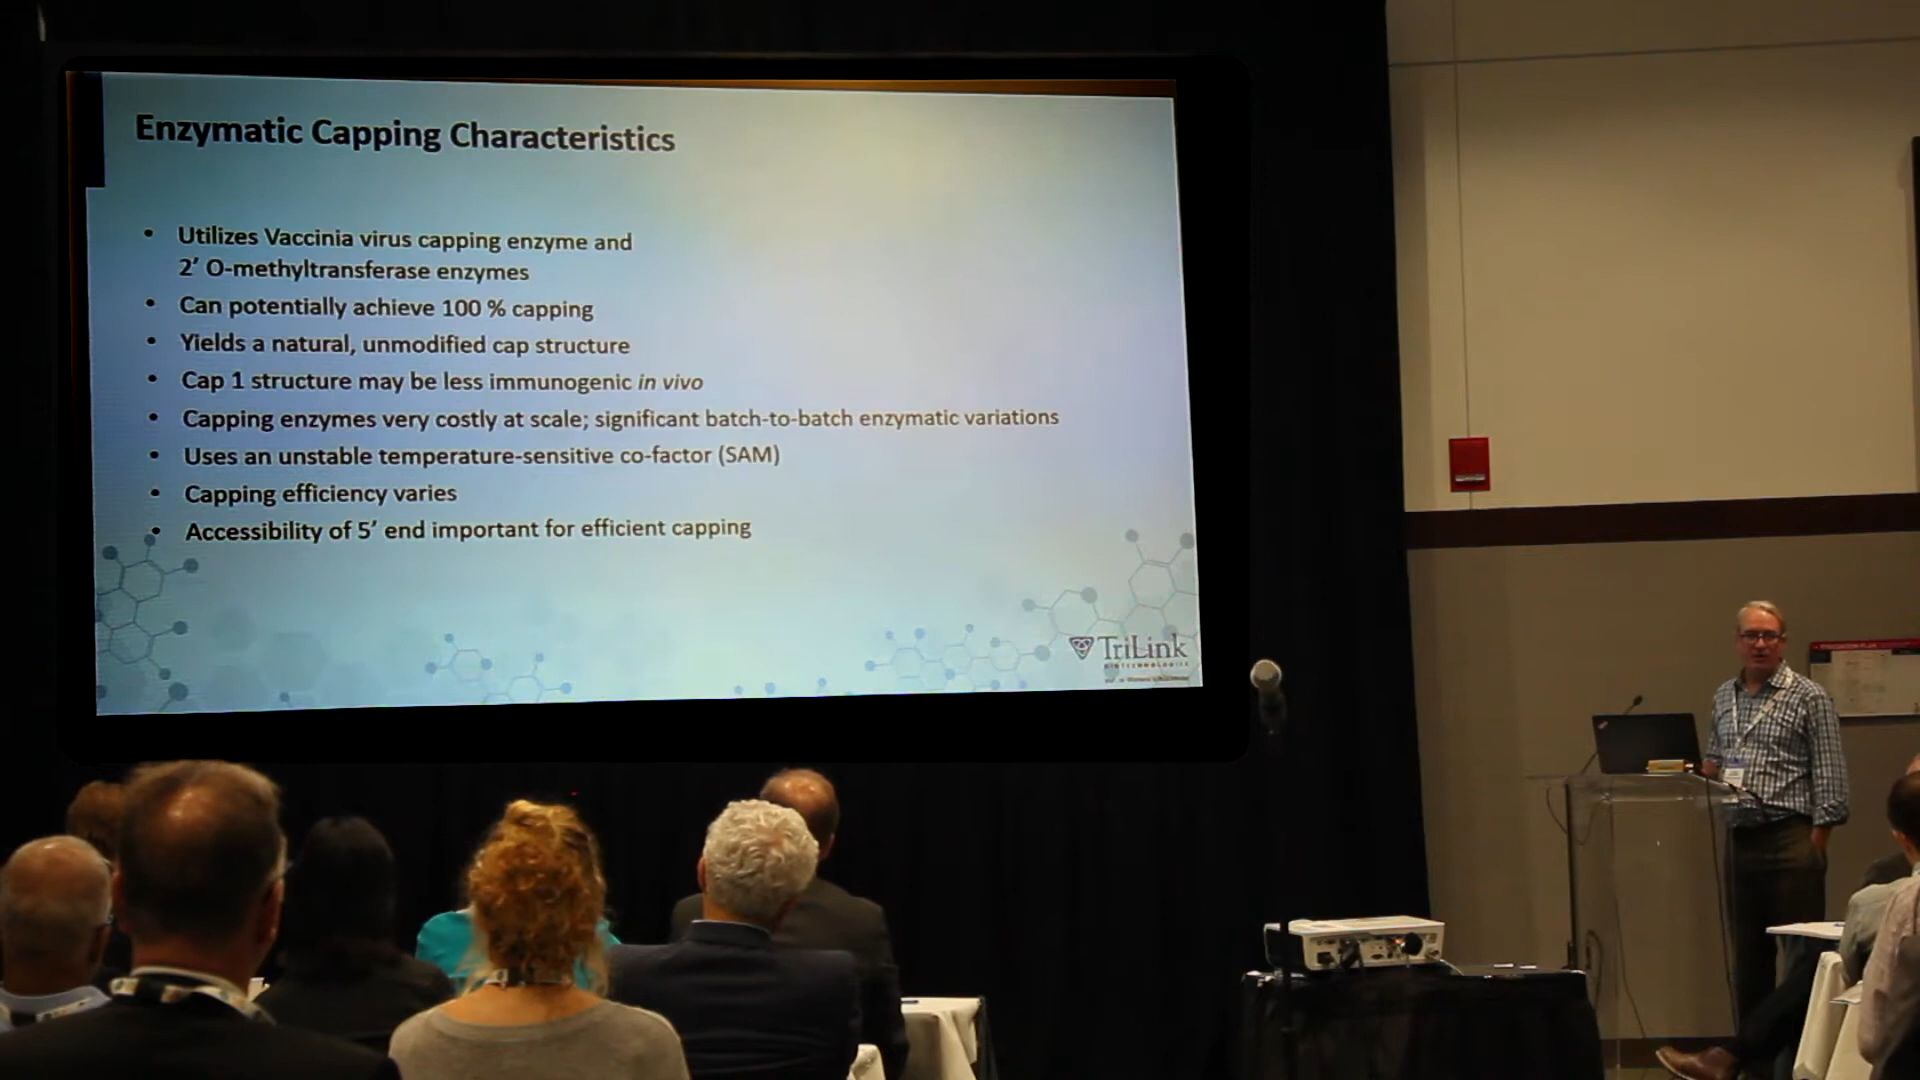 Enzymatic Capping Characteristics
• Utilizes Vaccinia virus capping enzyme and
2’ O-methyltransferase enzymes
• Can potentially achieve 100 % capping
• Yields a natural, unmodified cap structure
• Cap 1 structure may be less immunogenic in vivo
• Capping enzymes very costly at scale; significant batch-to-batch enzymatic variations
• Uses an unstable temperature-sensitive co-factor (SAM)
• Capping efficiency varies
• Accessibility of 5’ end important for efficient capping
TriLink
BIOTECHNOLOGIES